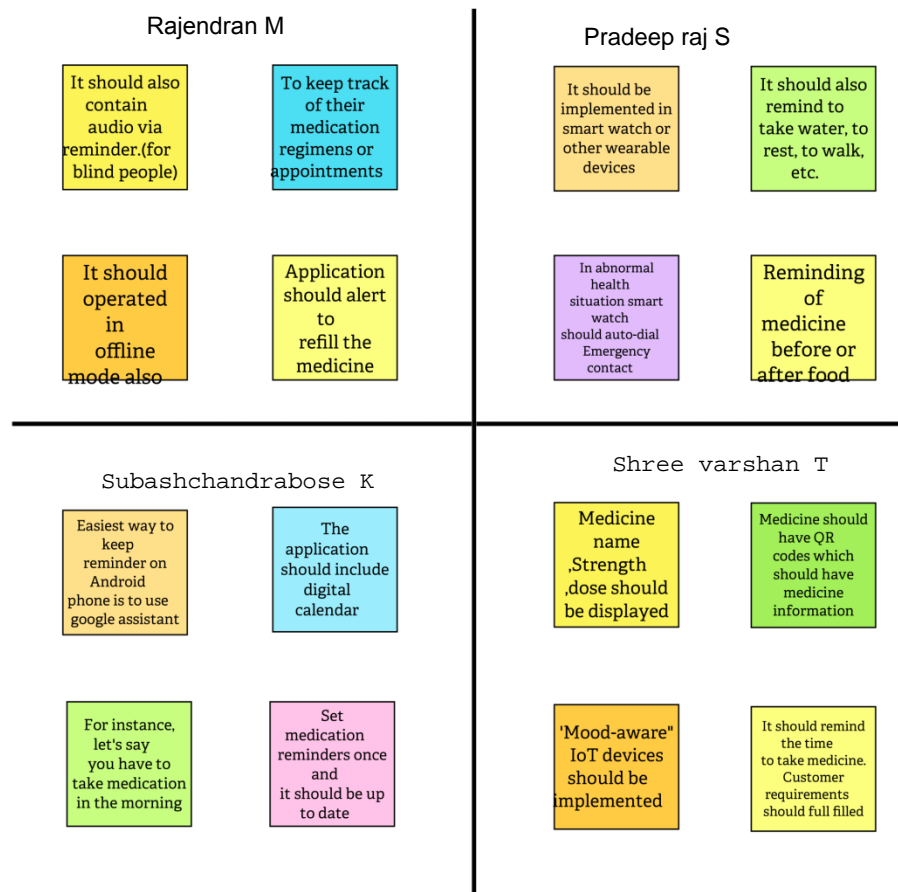 Rajendran M
It should also
contain
audio via
reminder.(for
blind people)
To keep track
of their
medication
regimens or
appointments
It should
operated
in
offline
mode also
Application
should alert
to
refill the
medicine
Pradeep raj S
It should be
implemented in
smart watch or
other wearable
devices
It should also
remind to
take water, to
rest, to walk,
etc.
In abnormal
health
situation smart
watch
should auto-dial
Emergency
contact
Reminding
of
medicine
before or
after food
Subashchandrabose K
Easiest way to
keep
reminder on
Android
phone is to use
google assistant
The
application
should include
digital
calendar
For instance,
let's say
you have to
take medication
in the morning
Set
medication
reminders once
and
it should be up
to date
Shree varshan T
Medicine
name
,Strength
,dose should
be displayed
Medicine should
have QR
codes which
should have
medicine
information
'Mood-aware"
IoT devices
should be
implemented
It should remind
the time
to take medicine.
Customer
requirements
should full filled